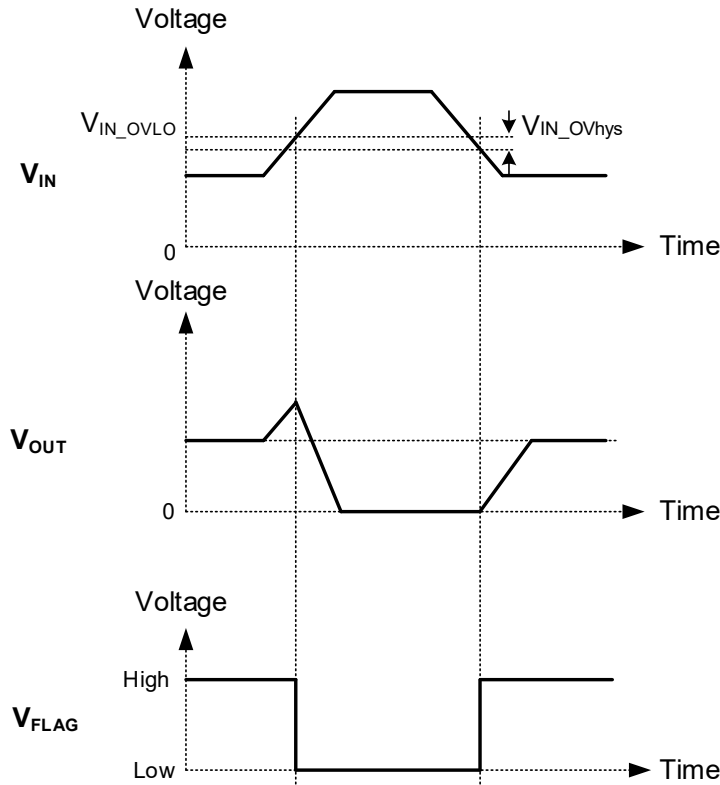 Voltage
V_IN_OVLO
V_IN_OVhys
V_IN
0
Time
Voltage
V_OUT
0
Time
Voltage
High
V_FLAG
Low
Time